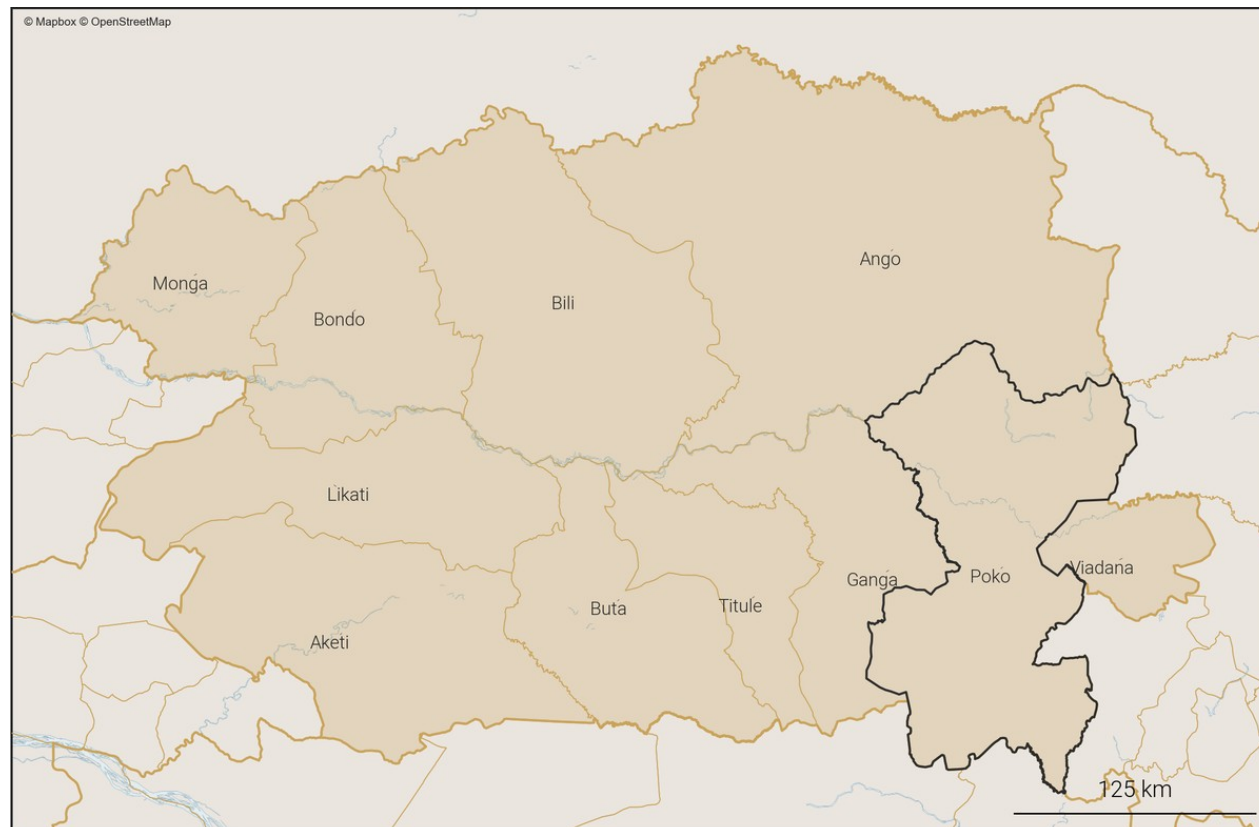 © Mapbox © OpenStreetMap
Ango
Monga
Bili
Bondo
Likati
Viadana
Poko
Ganga
Titule
Buta
Aketi
125 km